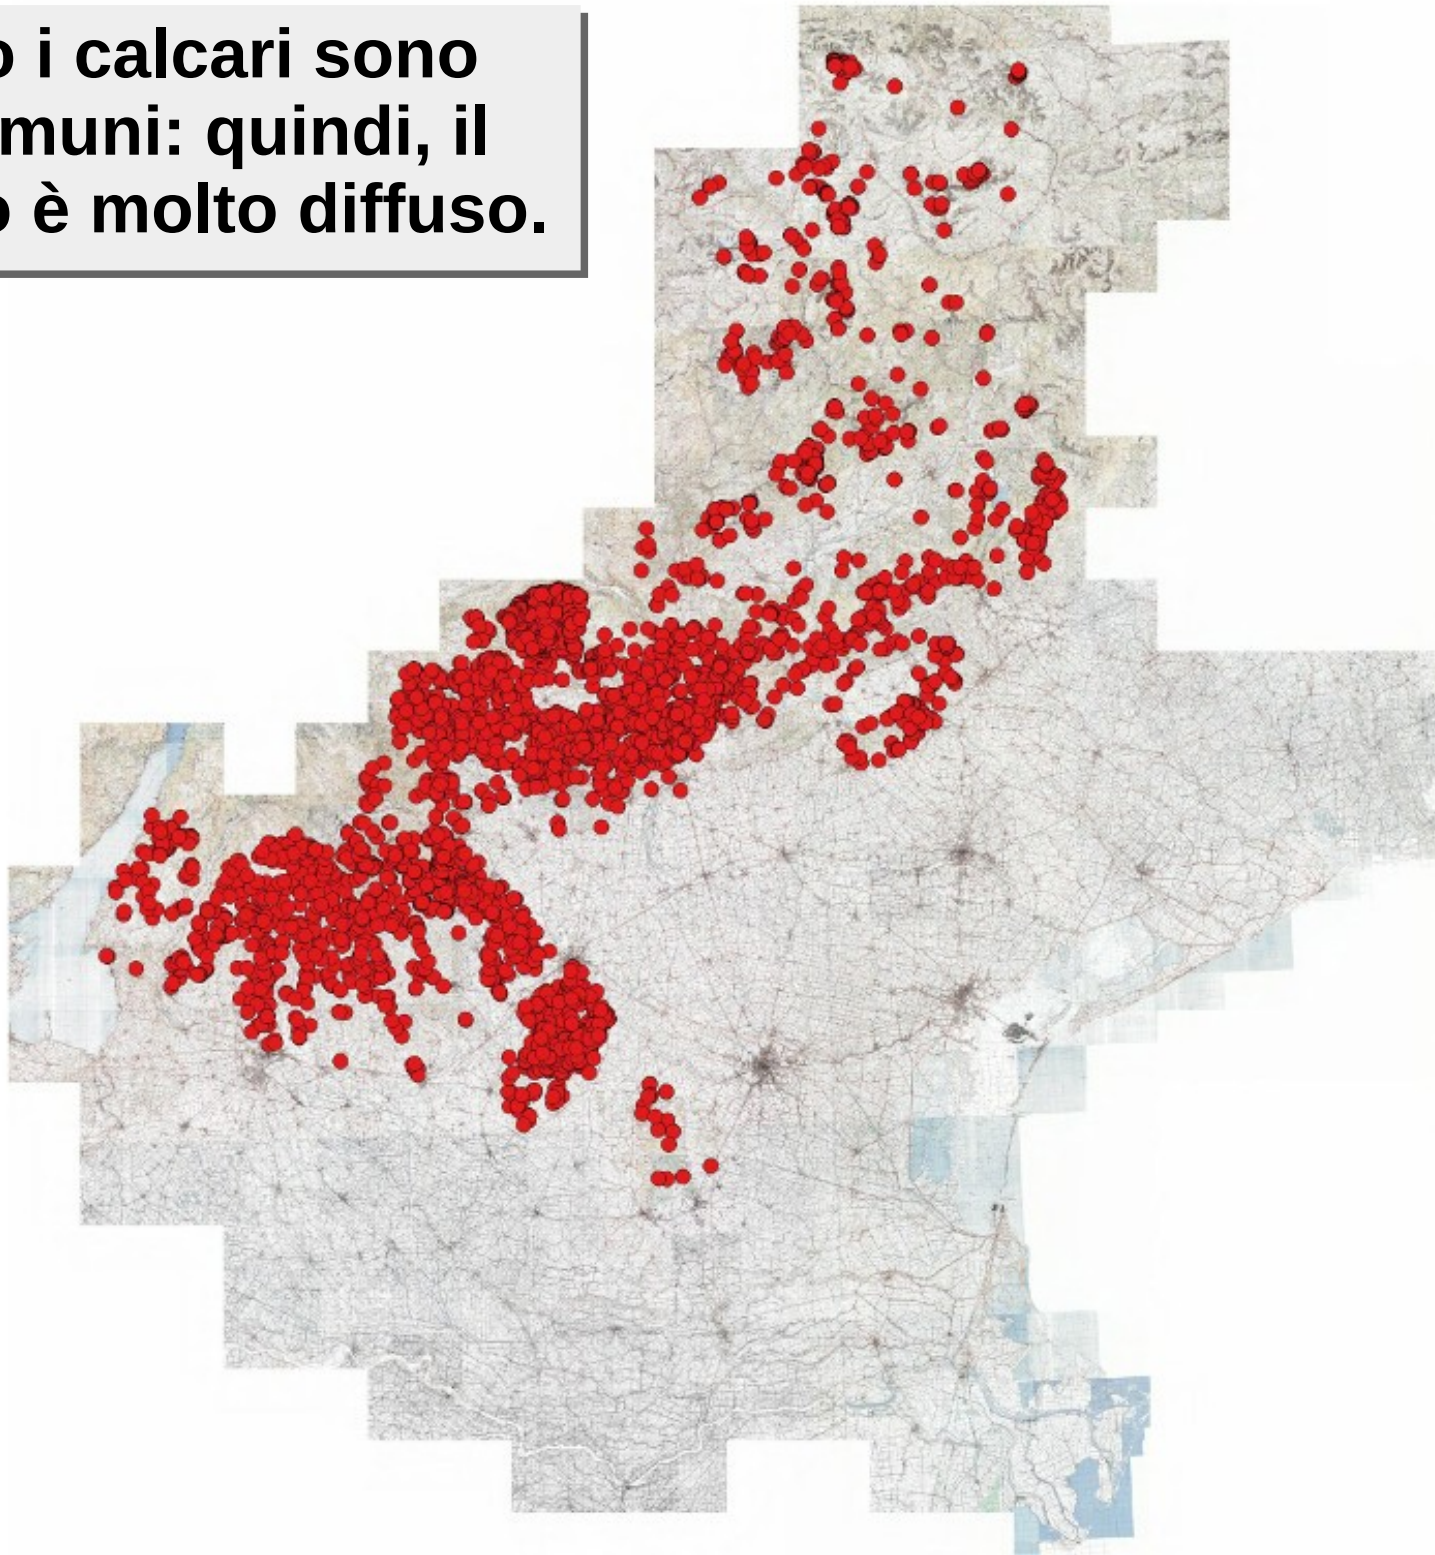 o i calcari sono
muni: quindi, il
o è molto diffuso.